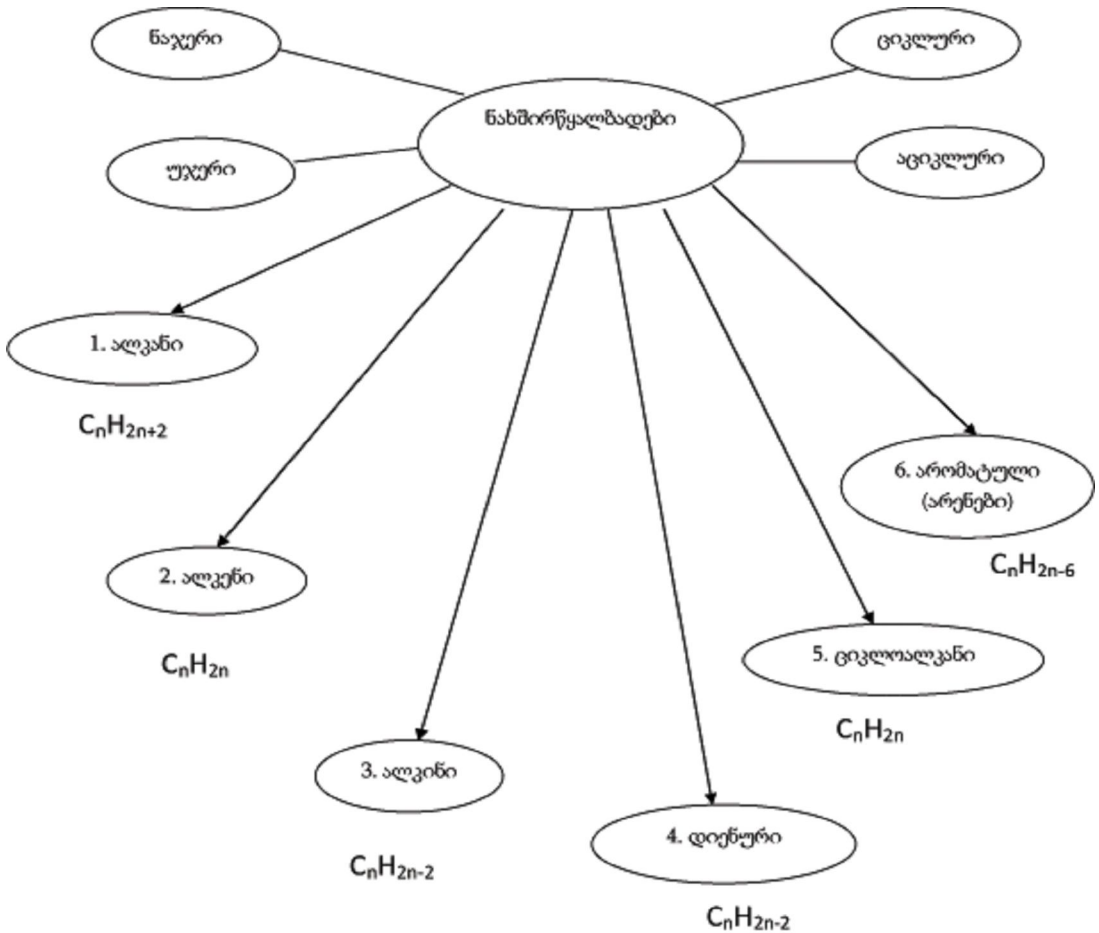 ნაჯერი
ციკლური
ნახშირწყალბადები
უჯერი
აციკლური
1. ალკანი
CₙH₂ₙ₊₂
6. არომატული
(არენები)
CₙH₂ₙ₋₆
2. ალკენი
CₙH₂ₙ
5. ციკლოალკანი
CₙH₂ₙ
3. ალკინი
CₙH₂ₙ₋₂
4. დიენური
CₙH₂ₙ₋₂